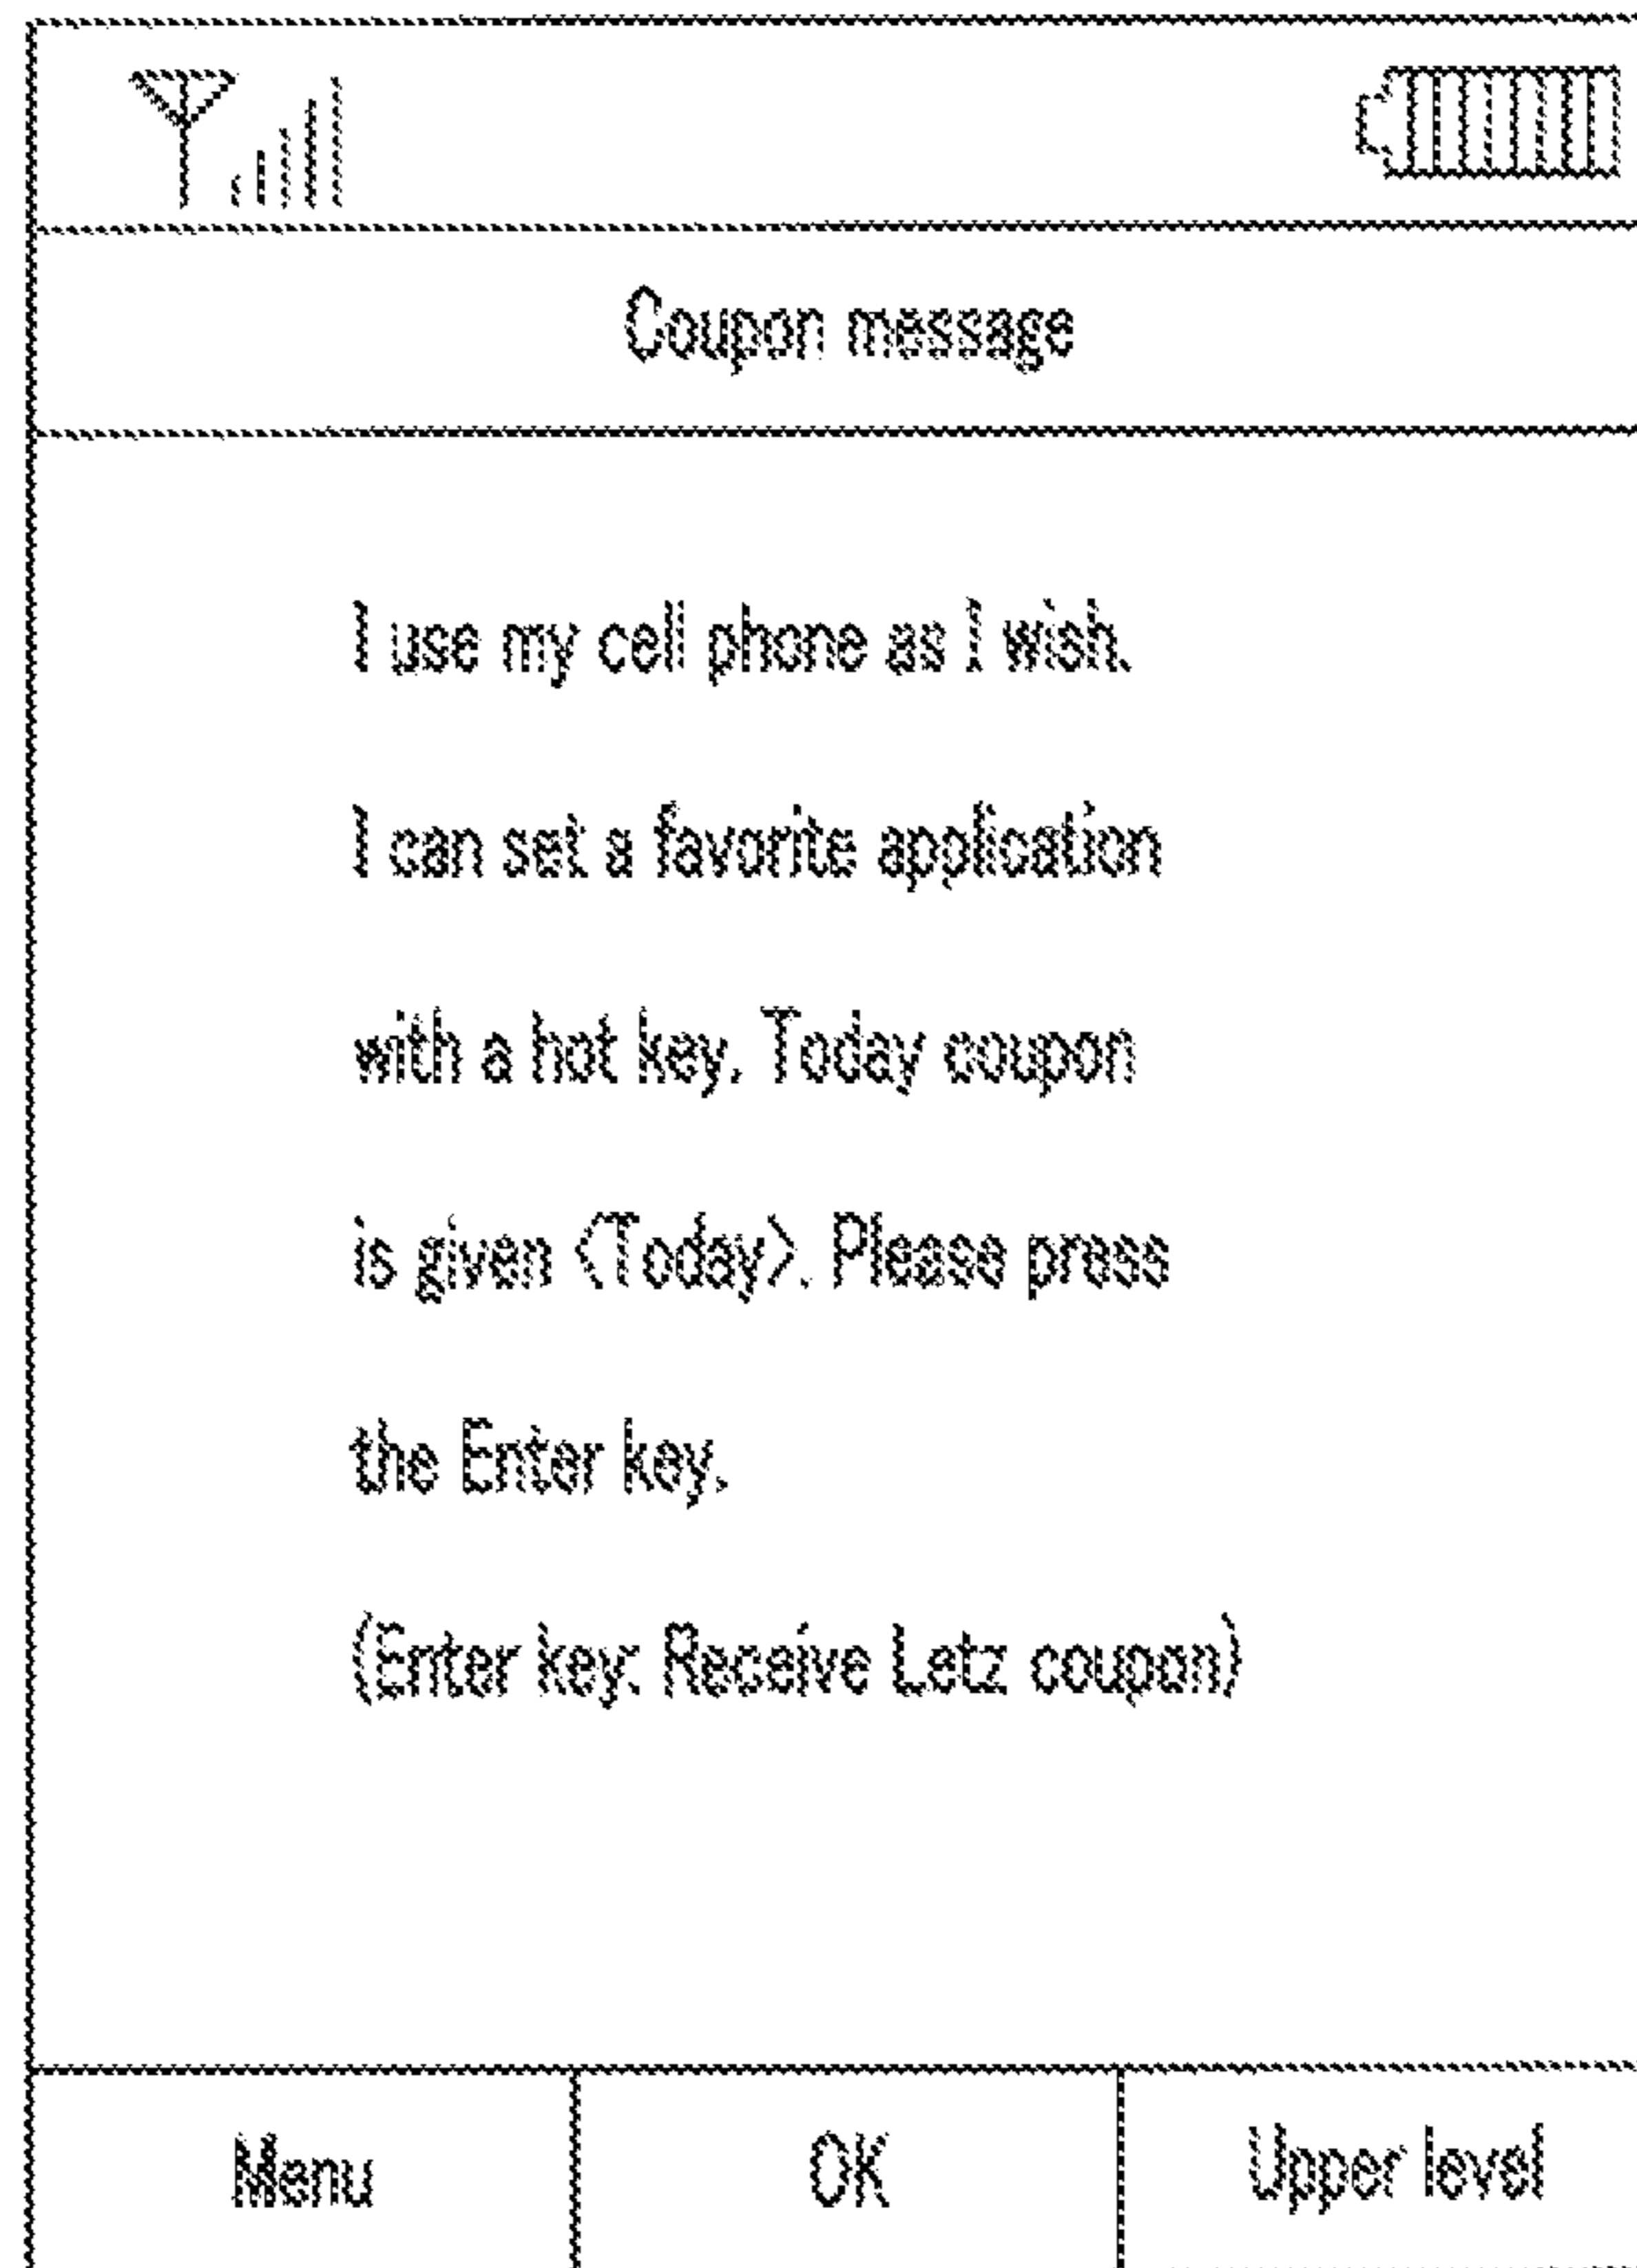 Coupon message
I use my cell phone as I wish.
I can set a favorite application
with a hot key. Today coupon
is given <Today>. Please press
the Enter key.
(Enter key: Receive Letz coupon)
Menu OK Upper level